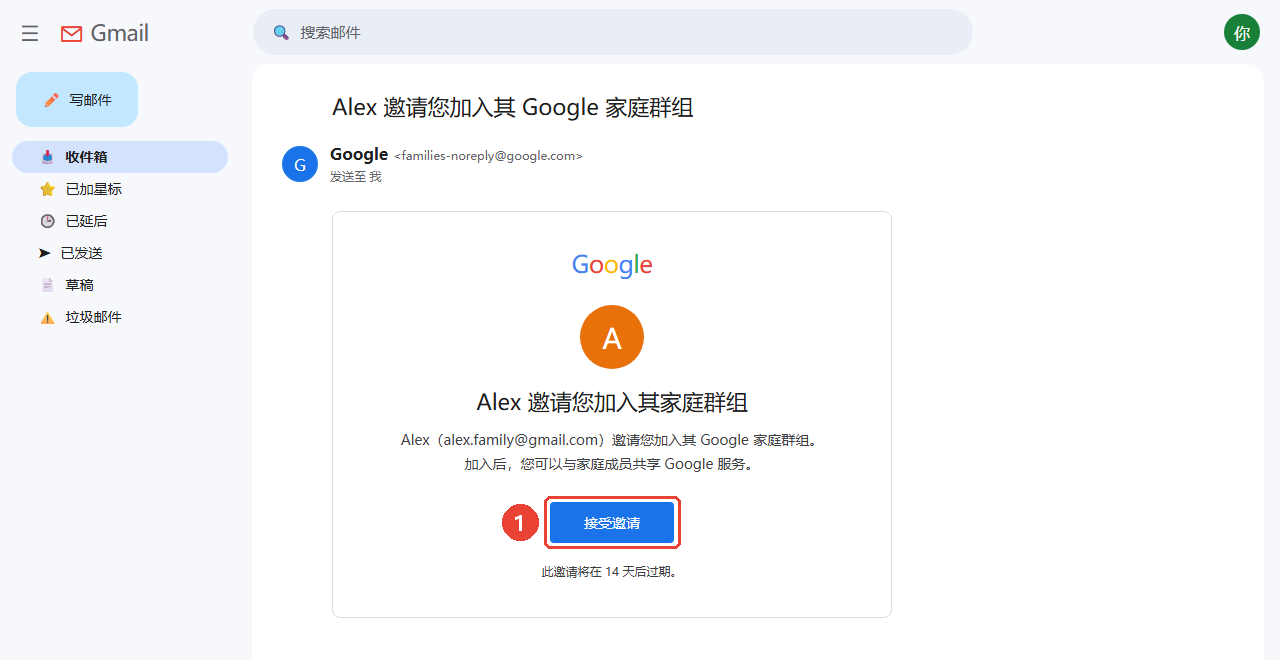 Gmail
搜索邮件
你
写邮件
收件箱
已加星标
已延后
已发送
草稿
垃圾邮件
Alex 邀请您加入其 Google 家庭群组
G
Google <families-noreply@google.com>
发送至 我
Google
A
Alex 邀请您加入其家庭群组
Alex（alex.family@gmail.com）邀请您加入其 Google 家庭群组。
加入后，您可以与家庭成员共享 Google 服务。
1 接受邀请
此邀请将在 14 天后过期。